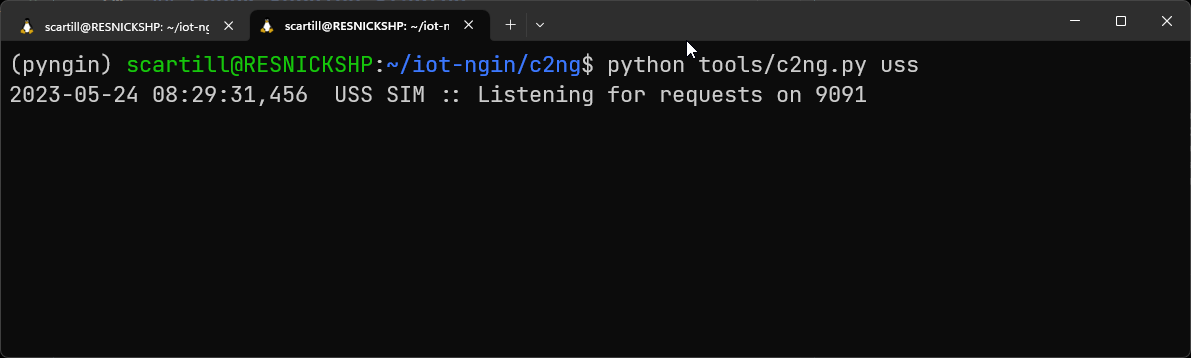 scartill@RESNICKSHP: ~/iot-ng
scartill@RESNICKSHP: ~/iot-n
(pyngin) scartill@RESNICKSHP:~/iot-ngin/c2ng$ python tools/c2ng.py uss
2023-05-24 08:29:31,456  USS SIM :: Listening for requests on 9091